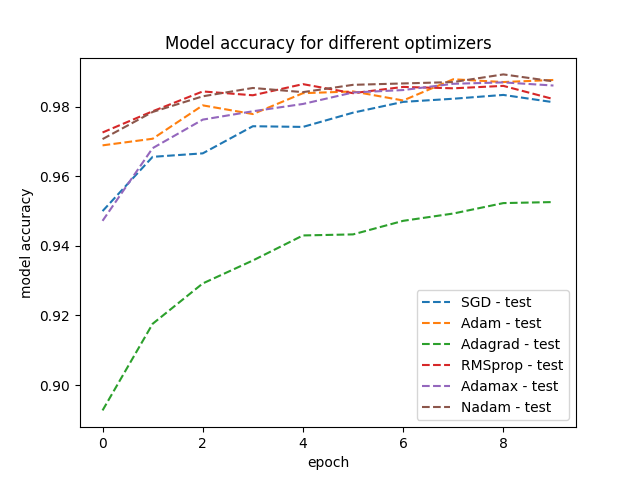 Model accuracy for different optimizers
model accuracy
0.98
0.96
0.94
0.92
0.90
SGD - test
Adam - test
Adagrad - test
RMSprop - test
Adamax - test
Nadam - test
0 2 4 6 8
epoch